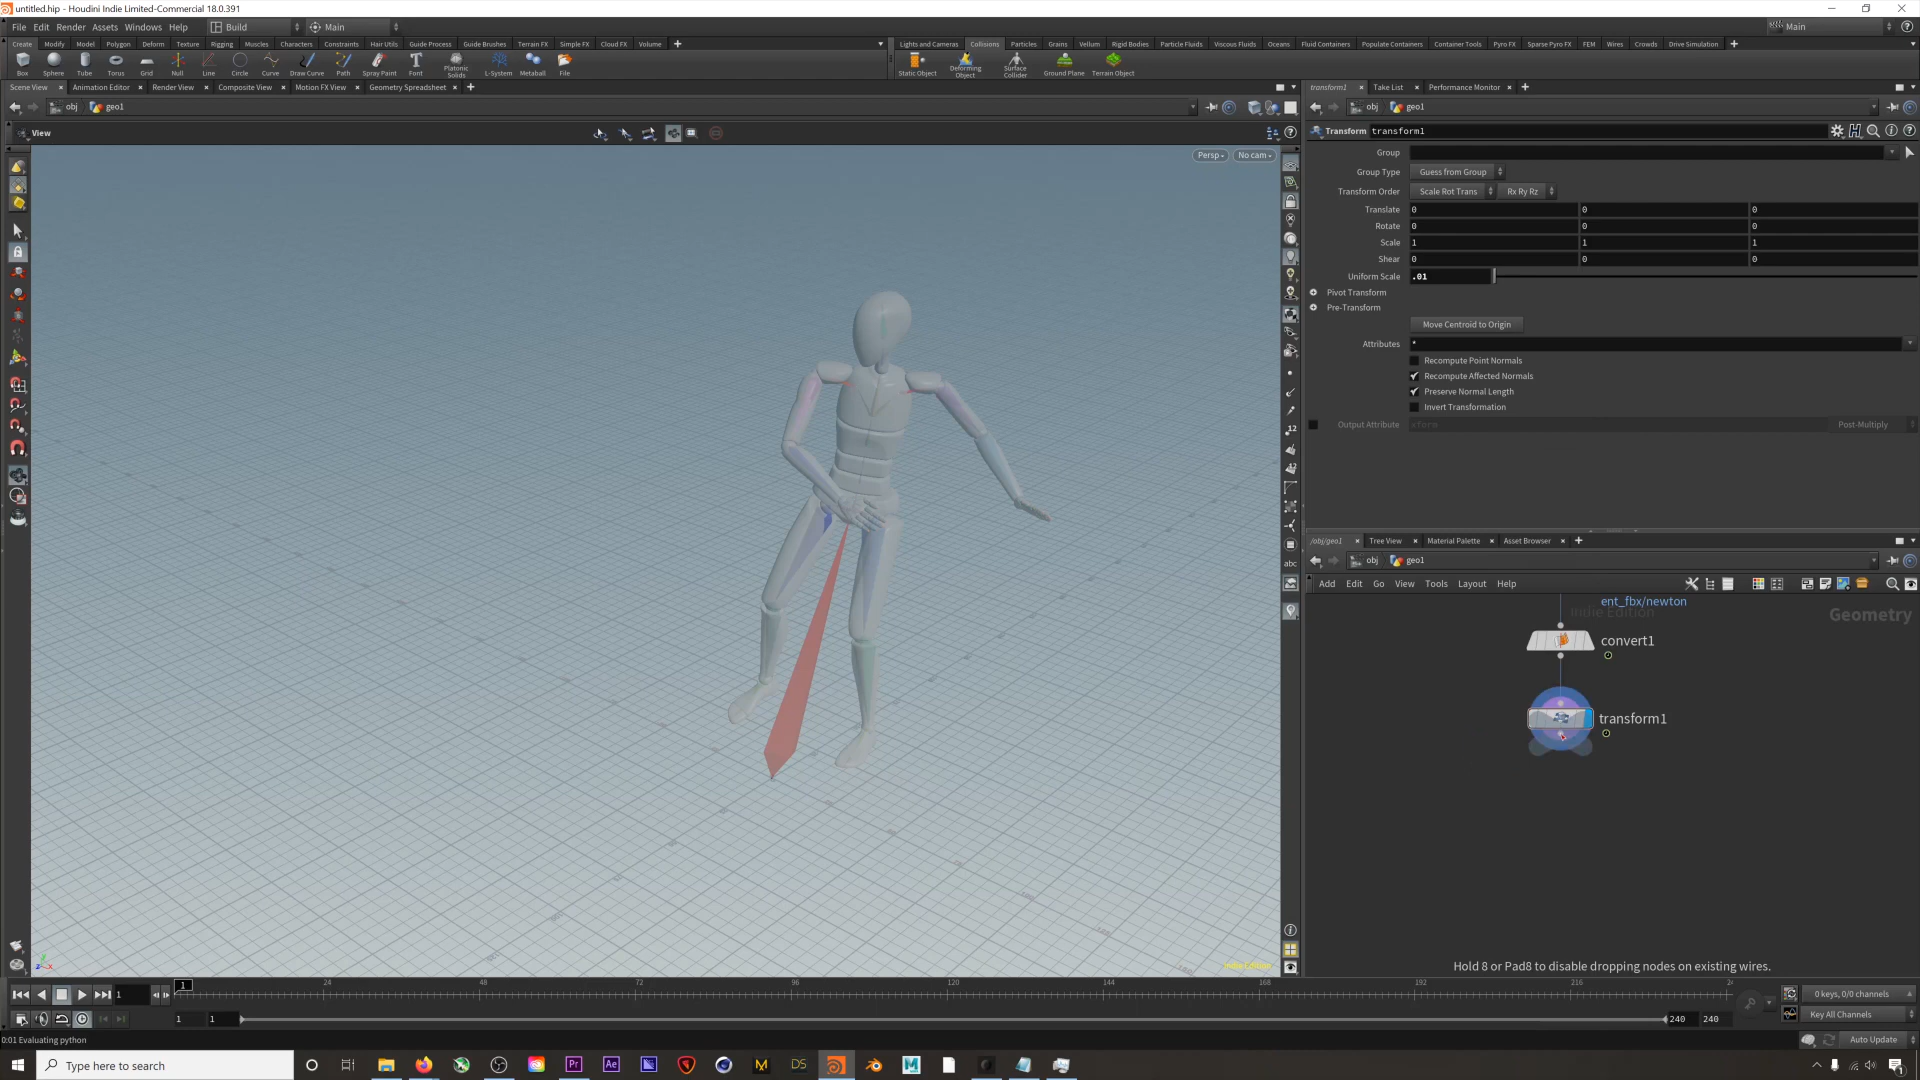 untitled.hip - Houdini Indie Limited-Commercial 18.0.391
File Edit Render Assets Windows Help Build Main Main
Create Modify Model Polygon Deform Texture Rigging Muscles Characters Constraints Hair Utils Guide Process Guide Brushes Terrain FX Simple FX Cloud FX Volume
Lights and Cameras Collisions Particles Grains Vellum Rigid Bodies Particle Fluids Viscous Fluids Oceans Fluid Containers Populate Containers Container Tools Pyro FX Sparse Pyro FX FEM Wires Crowds Drive Simulation
Box Sphere Tube Torus Grid Null Line Circle Curve Draw Curve Path Spray Paint Font Platonic Solids L-System Metaball File
Static Object Deforming Object Surface Collider Ground Plane Terrain Object
Scene View Animation Editor Render View Composite View Motion FX View Geometry Spreadsheet
transform1 Take List Performance Monitor
obj geo1
obj geo1
View
Transform transform1
Persp No cam
Group
Group Type Guess from Group
Transform Order Scale Rot Trans Rx Ry Rz
Translate 0 0 0
Rotate 0 0 0
Scale 1 1 1
Shear 0 0 0
Uniform Scale .01
Pivot Transform
Pre-Transform
Move Centroid to Origin
Attributes *
Recompute Point Normals
Recompute Affected Normals
Preserve Normal Length
Invert Transformation
Output Attribute xform Post-Multiply
12
abc
/obj/geo1 Tree View Material Palette Asset Browser
obj geo1
Add Edit Go View Tools Layout Help
ent_fbx/newton
Indie Edition
Geometry
convert1
transform1
Hold 8 or Pad8 to disable dropping nodes on existing wires.
Indie Edition
1 1 24 48 72 96 120 144 168 192 216 24
0 keys, 0/0 channels
1 1 240 240
Key All Channels
0:01 Evaluating python
Auto Update
Type here to search